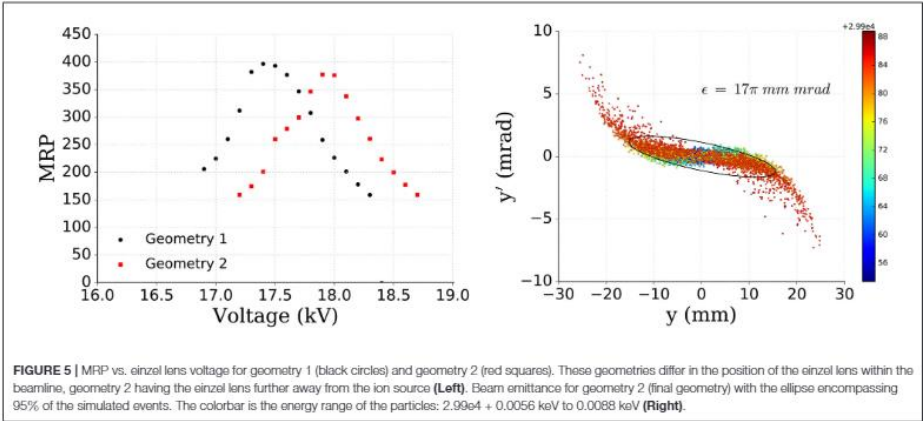 450
400
350
300
250
200
150
100
50
0
MRP
Geometry 1
Geometry 2
16.0 16.5 17.0 17.5 18.0 18.5 19.0
Voltage (kV)
10
5
0
−5
−10
y′ (mrad)
ϵ = 17π mm mrad
−30 −20 −10 0 10 20 30
y (mm)
+2.99e4
88
84
80
76
72
68
64
60
56
FIGURE 5 | MRP vs. einzel lens voltage for geometry 1 (black circles) and geometry 2 (red squares). These geometries differ in the position of the einzel lens within the
beamline, geometry 2 having the einzel lens further away from the ion source (Left). Beam emittance for geometry 2 (final geometry) with the ellipse encompassing
95% of the simulated events. The colorbar is the energy range of the particles: 2.99e4 + 0.0056 keV to 0.0088 keV (Right).